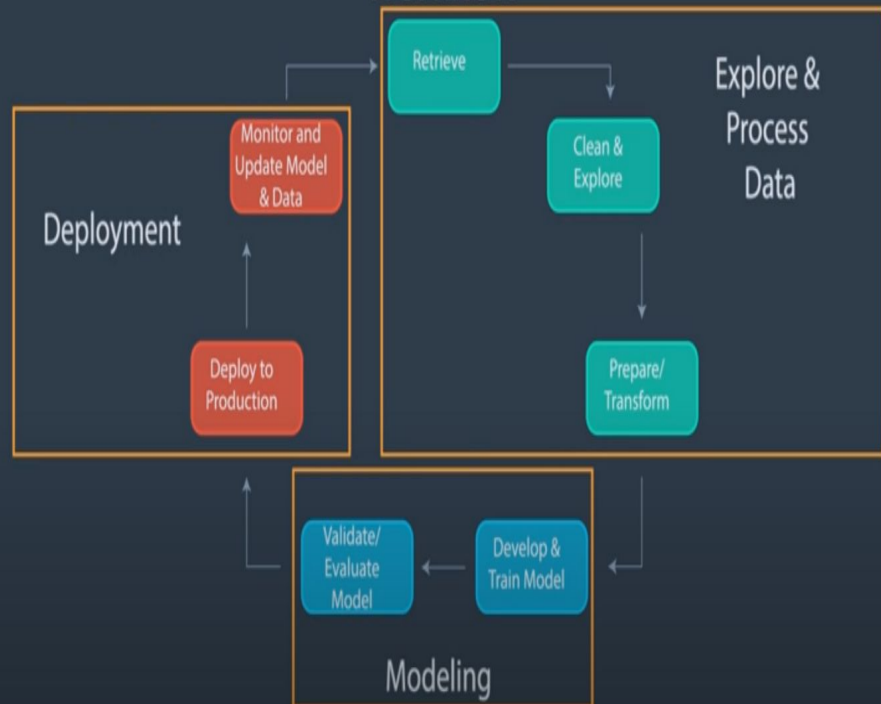 Retrieve
Explore &
Process
Data
Clean &
Explore
Prepare/
Transform
Develop &
Train Model
Validate/
Evaluate
Model
Modeling
Deploy to
Production
Deployment
Monitor and
Update Model
& Data